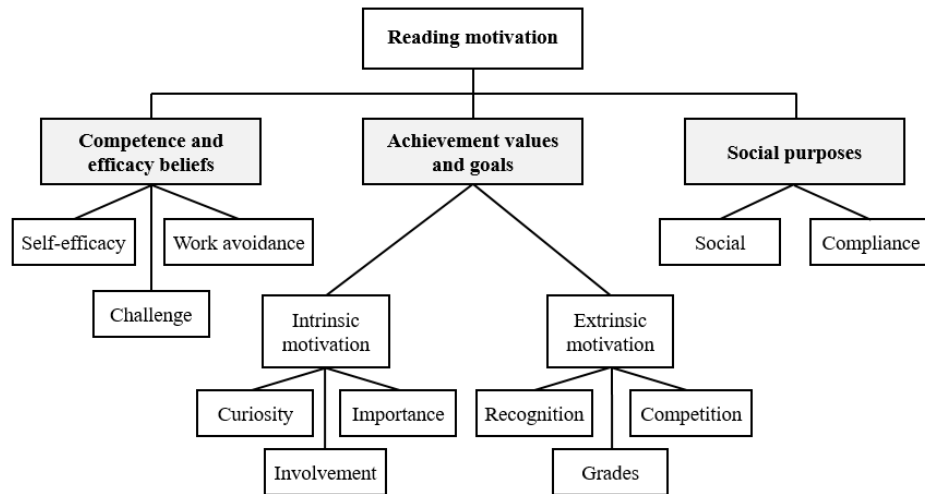 Reading motivation
Competence and
efficacy beliefs
Achievement values
and goals
Social purposes
Self-efficacy
Work avoidance
Challenge
Social
Compliance
Intrinsic
motivation
Extrinsic
motivation
Curiosity
Importance
Involvement
Recognition
Competition
Grades